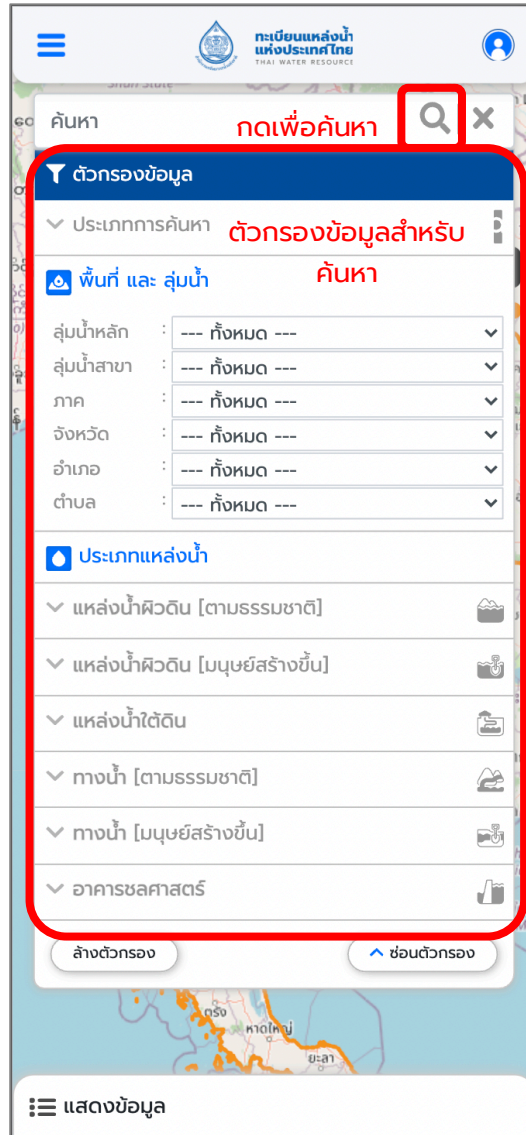 ทะเบียนแหล่งน้ำ
แห่งประเทศไทย
THAI WATER RESOURCE
Shan State
ค้นหา
กดเพื่อค้นหา
ตัวกรองข้อมูล
ประเภทการค้นหา
ตัวกรองข้อมูลสำหรับ
ค้นหา
พื้นที่ และ ลุ่มน้ำ
ลุ่มน้ำหลัก : --- ทั้งหมด ---
ลุ่มน้ำสาขา : --- ทั้งหมด ---
ภาค : --- ทั้งหมด ---
จังหวัด : --- ทั้งหมด ---
อำเภอ : --- ทั้งหมด ---
ตำบล : --- ทั้งหมด ---
ประเภทแหล่งน้ำ
แหล่งน้ำผิวดิน [ตามธรรมชาติ]
แหล่งน้ำผิวดิน [มนุษย์สร้างขึ้น]
แหล่งน้ำใต้ดิน
ทางน้ำ [ตามธรรมชาติ]
ทางน้ำ [มนุษย์สร้างขึ้น]
อาคารชลศาสตร์
ล้างตัวกรอง
ซ่อนตัวกรอง
ตรัง
หาดใหญ่
ยะลา
แสดงข้อมูล